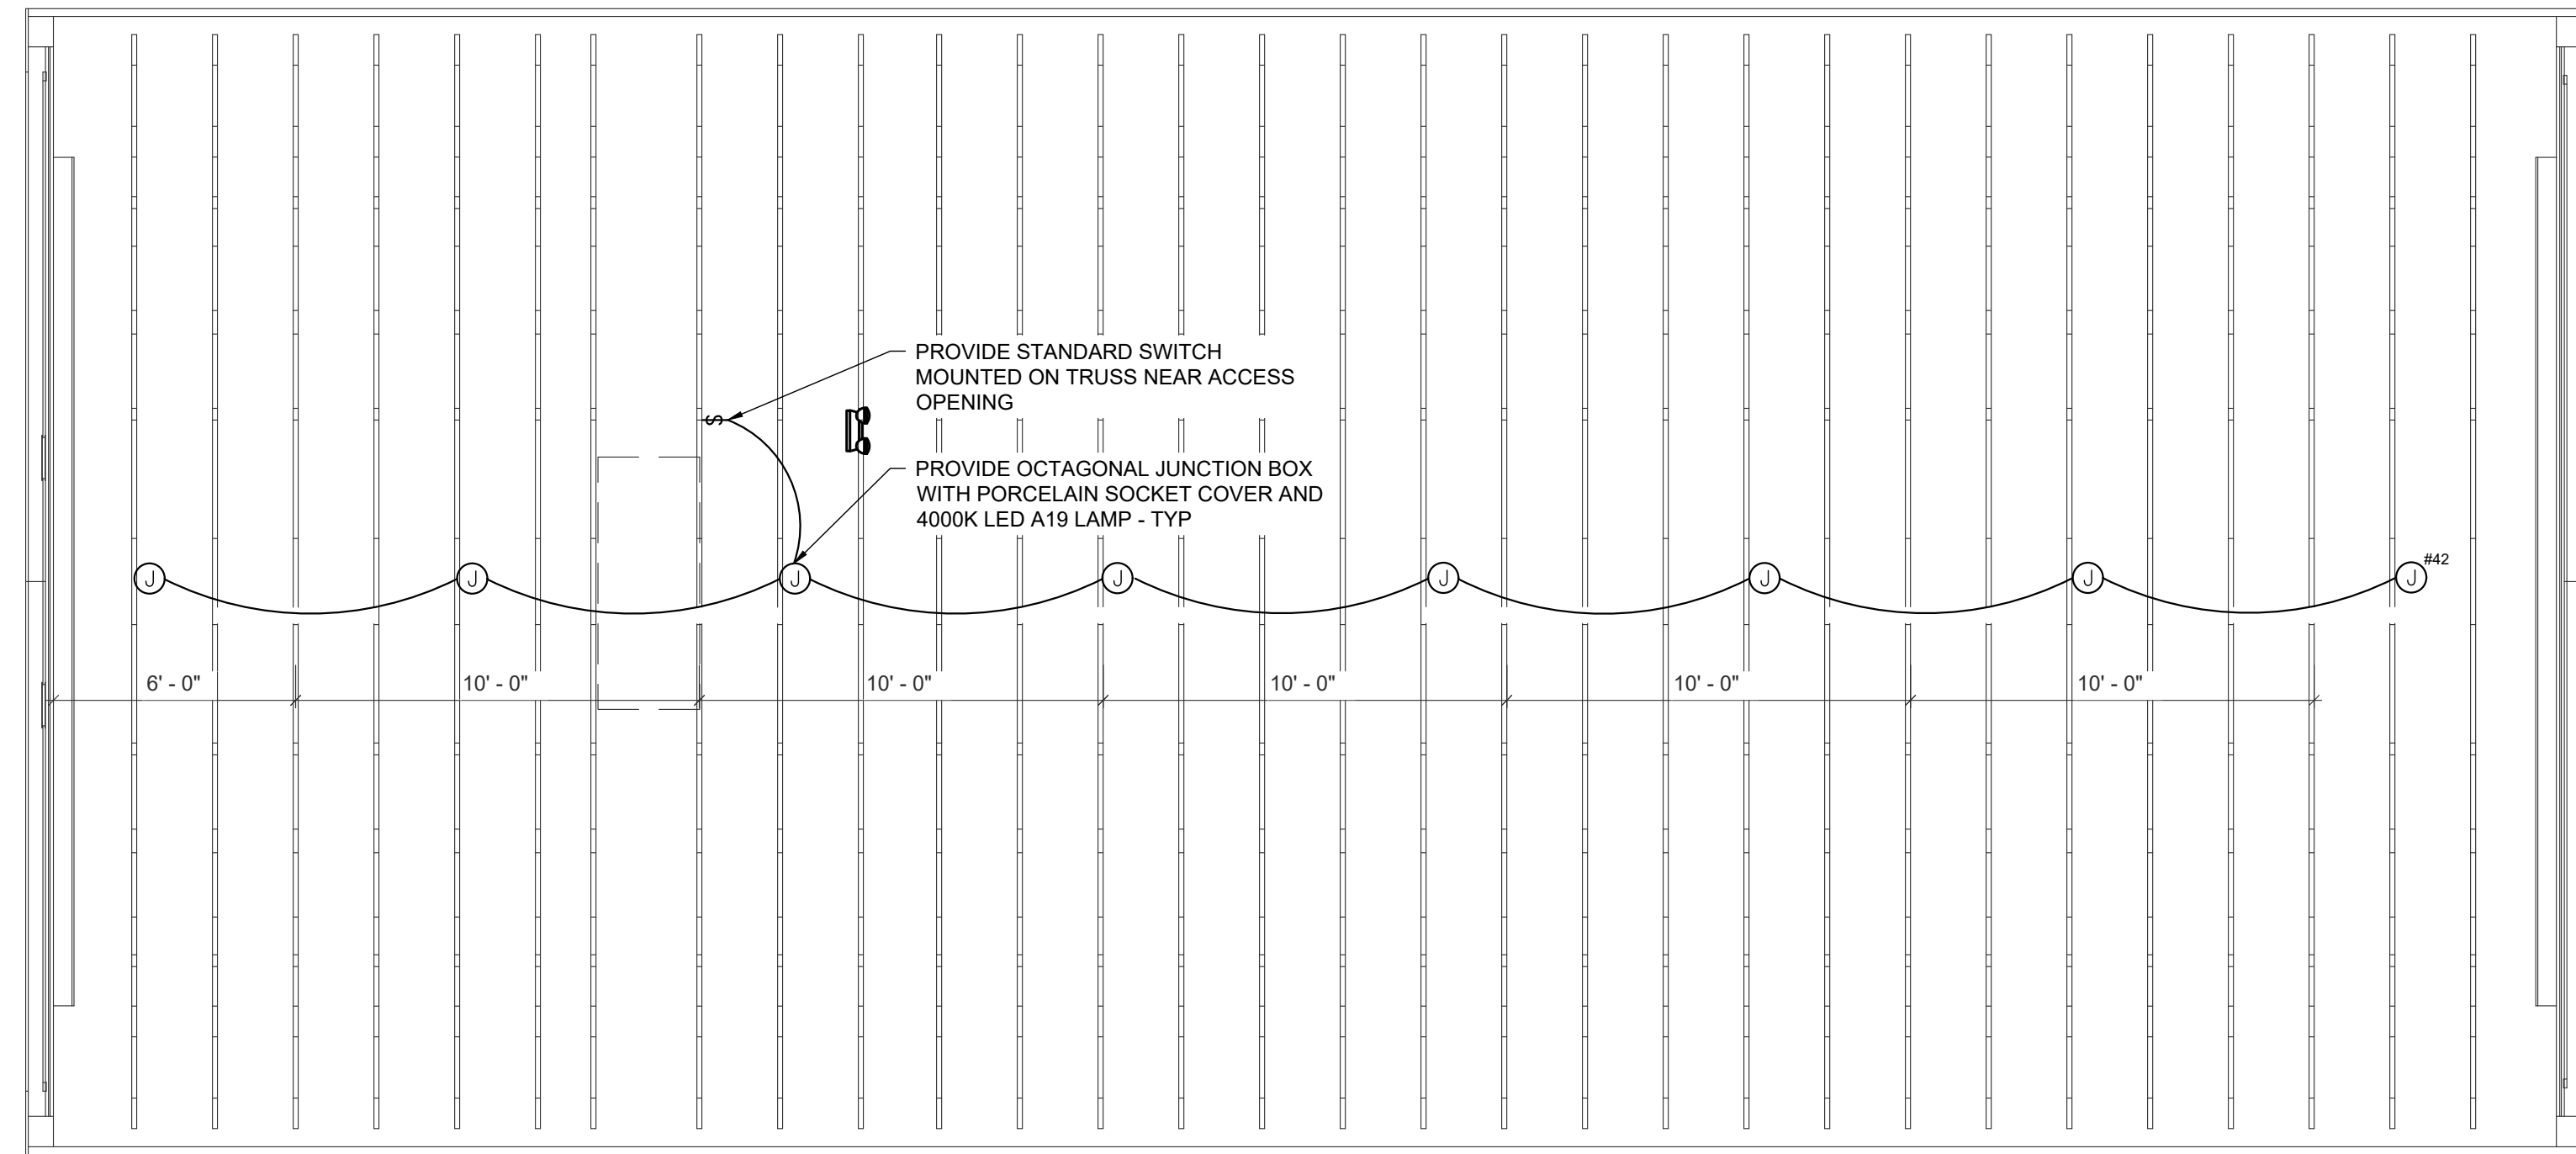 PROVIDE STANDARD SWITCH
MOUNTED ON TRUSS NEAR ACCESS
OPENING
S
PROVIDE OCTAGONAL JUNCTION BOX
WITH PORCELAIN SOCKET COVER AND
4000K LED A19 LAMP - TYP
J J J J J J J J #42
6' - 0" 10' - 0" 10' - 0" 10' - 0" 10' - 0" 10' - 0"